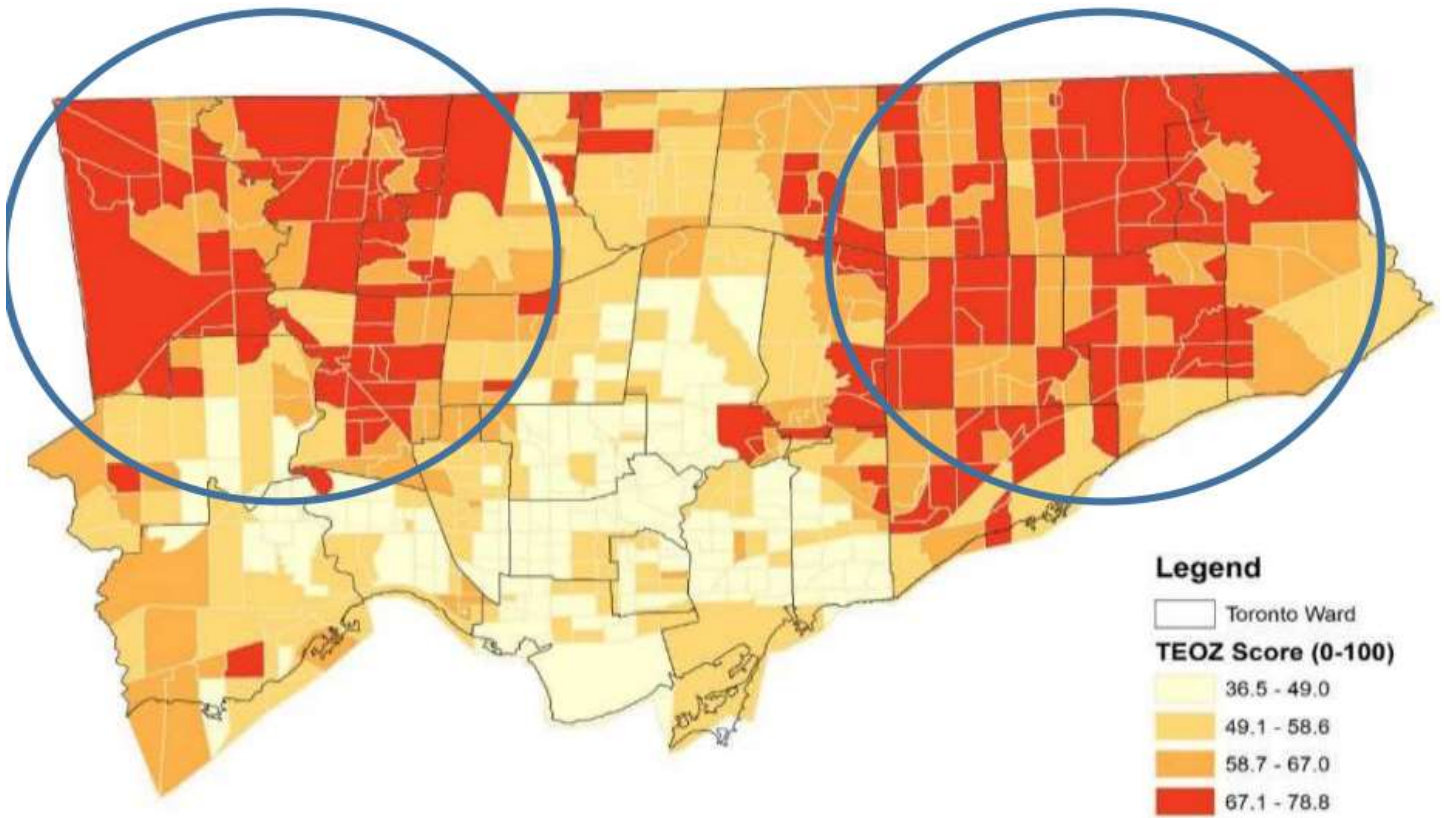 Legend
Toronto Ward
TEOZ Score (0-100)
36.5 - 49.0
49.1 - 58.6
58.7 - 67.0
67.1 - 78.8